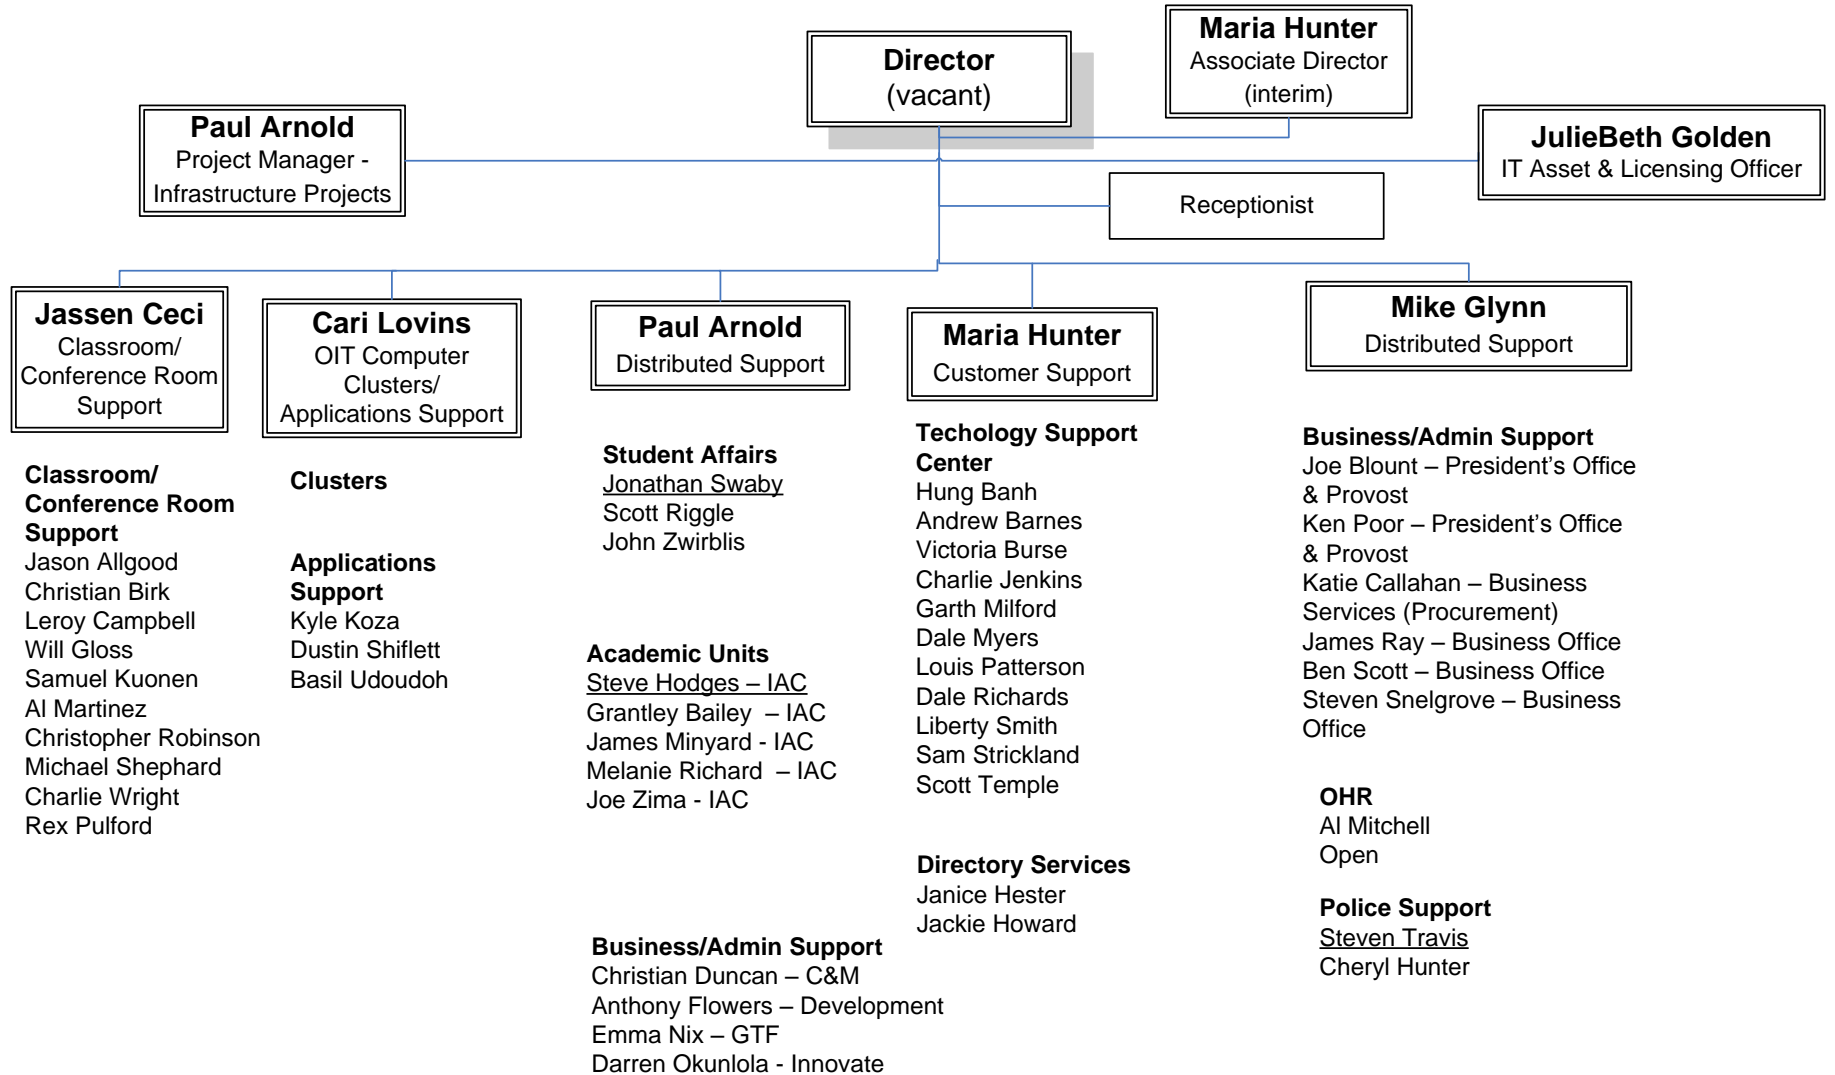 Maria Hunter
Associate Director
(interim)
Director
(vacant)
Paul Arnold
Project Manager -
Infrastructure Projects
JulieBeth Golden
IT Asset & Licensing Officer
Receptionist
Jassen Ceci
Classroom/
Conference Room
Support
Cari Lovins
OIT Computer
Clusters/
Applications Support
Paul Arnold
Distributed Support
Maria Hunter
Customer Support
Mike Glynn
Distributed Support
Classroom/
Conference Room
Support
Jason Allgood
Christian Birk
Leroy Campbell
Will Gloss
Samuel Kuonen
Al Martinez
Christopher Robinson
Michael Shephard
Charlie Wright
Rex Pulford
Clusters
Applications
Support
Kyle Koza
Dustin Shiflett
Basil Udoudoh
Student Affairs
Jonathan Swaby
Scott Riggle
John Zwirblis
Academic Units
Steve Hodges – IAC
Grantley Bailey – IAC
James Minyard - IAC
Melanie Richard – IAC
Joe Zima - IAC
Business/Admin Support
Christian Duncan – C&M
Anthony Flowers – Development
Emma Nix – GTF
Darren Okunlola - Innovate
Techology Support
Center
Hung Banh
Andrew Barnes
Victoria Burse
Charlie Jenkins
Garth Milford
Dale Myers
Louis Patterson
Dale Richards
Liberty Smith
Sam Strickland
Scott Temple
Directory Services
Janice Hester
Jackie Howard
Business/Admin Support
Joe Blount – President’s Office
& Provost
Ken Poor – President’s Office
& Provost
Katie Callahan – Business
Services (Procurement)
James Ray – Business Office
Ben Scott – Business Office
Steven Snelgrove – Business
Office
OHR
Al Mitchell
Open
Police Support
Steven Travis
Cheryl Hunter